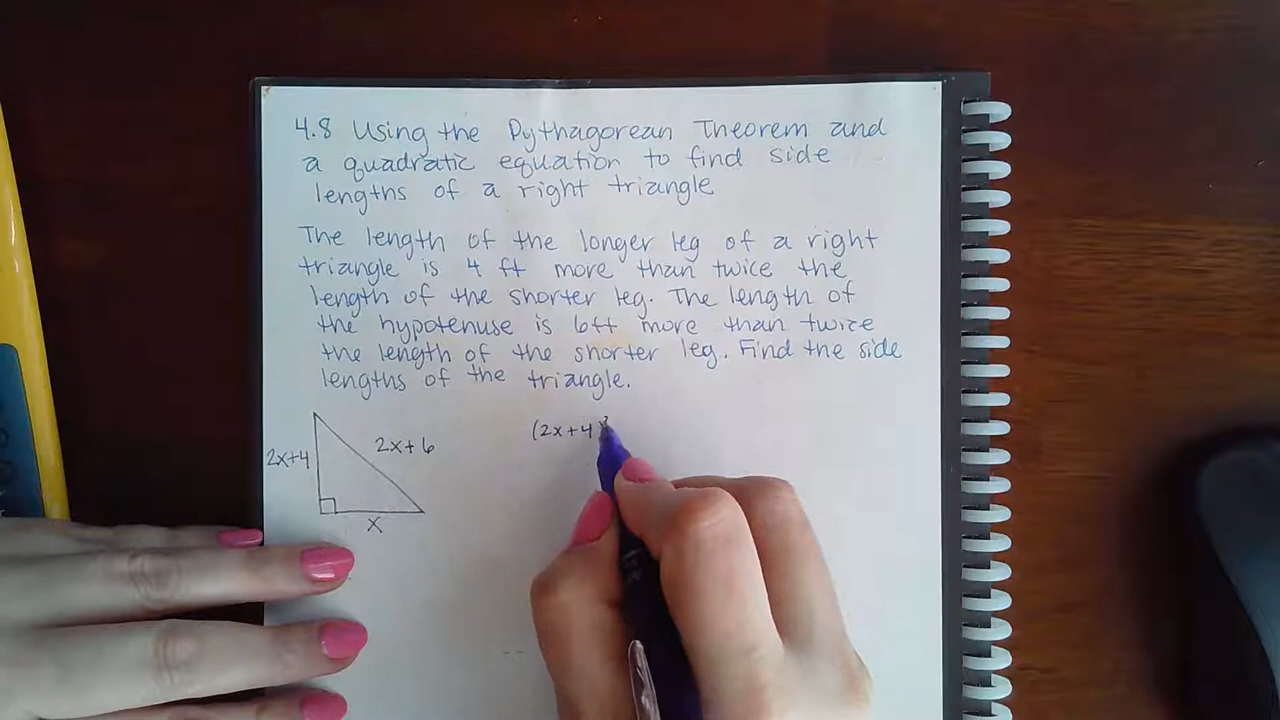 4.8 Using the Pythagorean Theorem and
a quadratic equation to find side
lengths of a right triangle
The length of the longer leg of a right
triangle is 4 ft more than twice the
length of the shorter leg. The length of
the hypotenuse is 6ft more than twice
the length of the shorter leg. Find the side
lengths of the triangle.
(2x+4)²
2x+6
2x+4
x